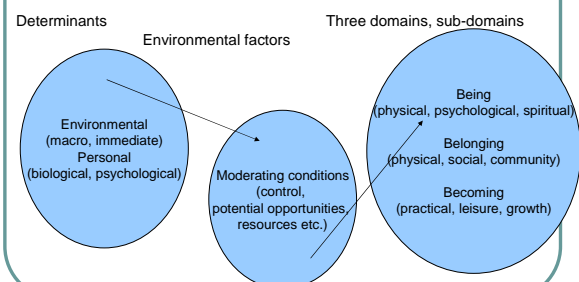 Determinants
Three domains, sub-domains
Environmental factors
Environmental
(macro, immediate)
Personal
(biological, psychological)
Moderating conditions
(control,
potential opportunities,
resources etc.)
Being
(physical, psychological, spiritual)
Belonging
(physical, social, community)
Becoming
(practical, leisure, growth)